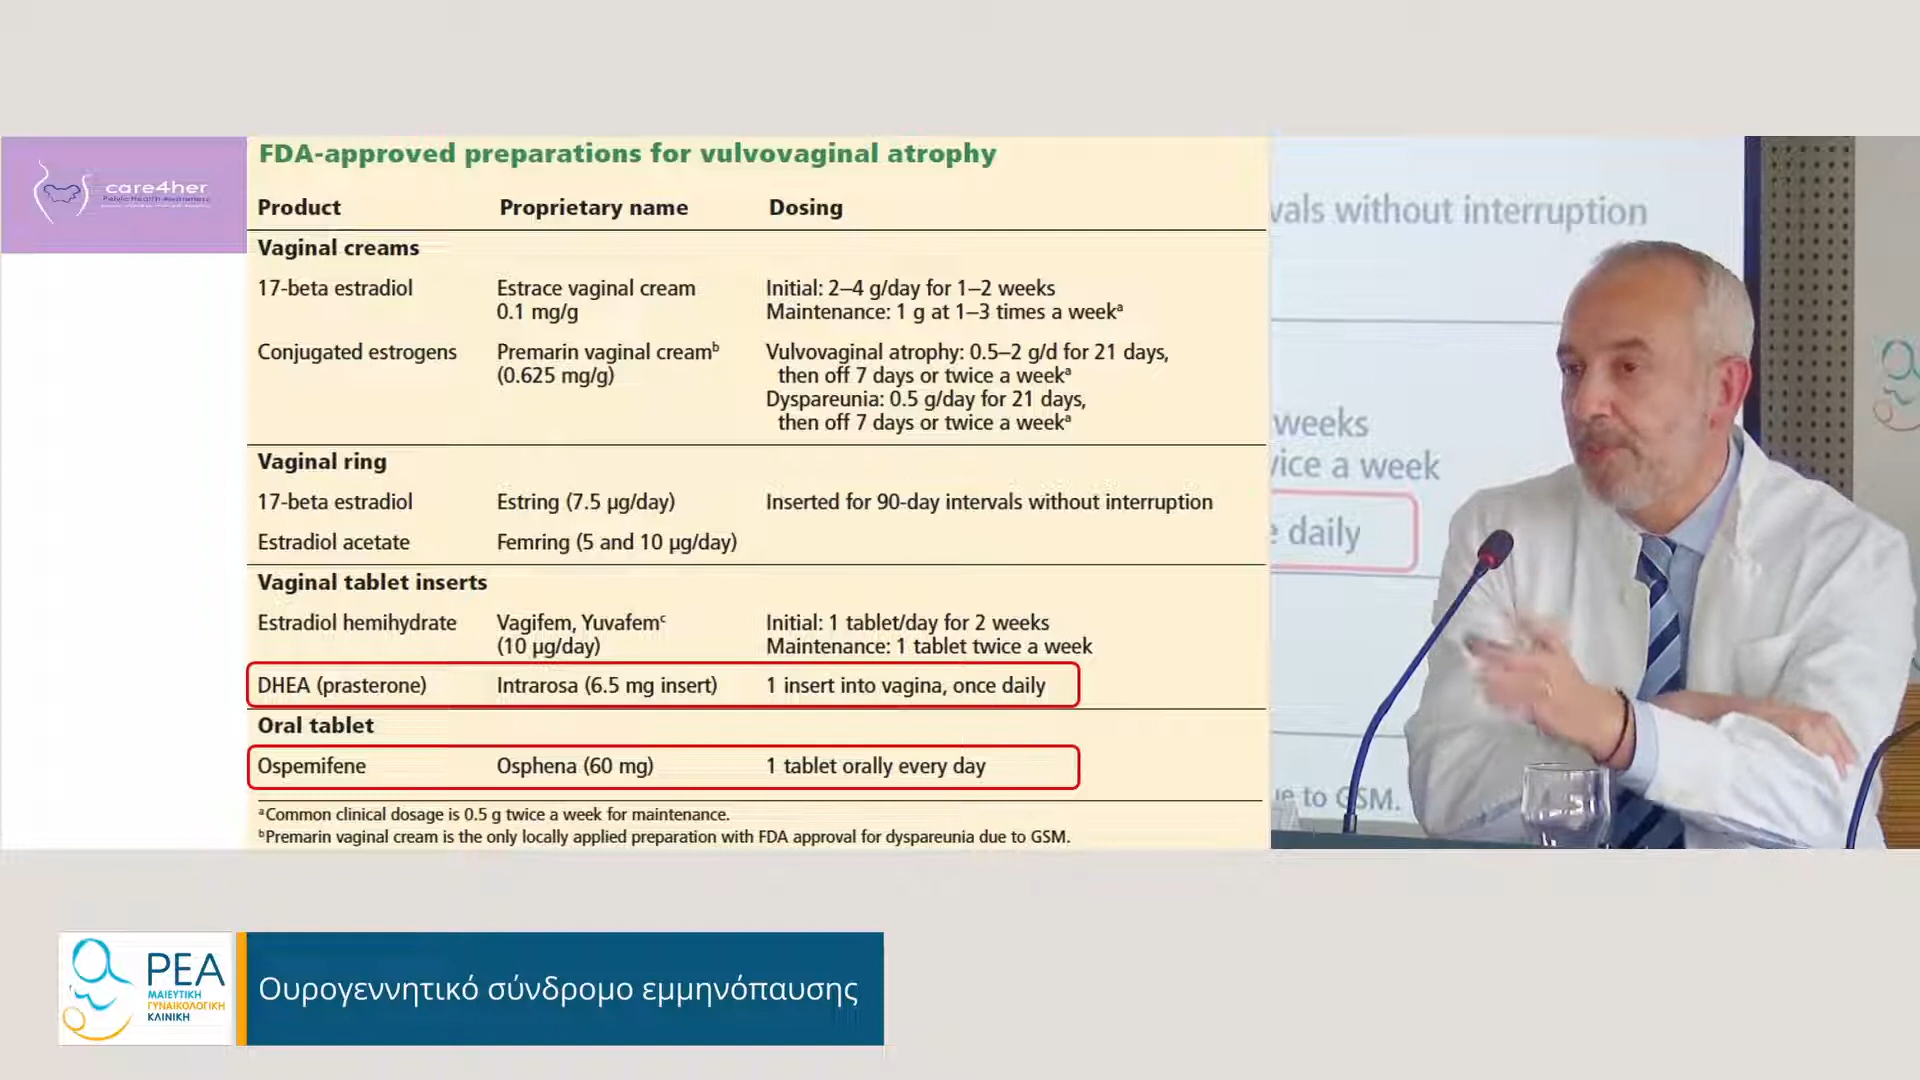 care4her
Pelvic Health Awareness
FDA-approved preparations for vulvovaginal atrophy
Product Proprietary name Dosing
Vaginal creams
17-beta estradiol Estrace vaginal cream Initial: 2–4 g/day for 1–2 weeks
0.1 mg/g Maintenance: 1 g at 1–3 times a weekᵃ
Conjugated estrogens Premarin vaginal creamᵇ Vulvovaginal atrophy: 0.5–2 g/d for 21 days,
(0.625 mg/g) then off 7 days or twice a weekᵃ
Dyspareunia: 0.5 g/day for 21 days,
then off 7 days or twice a weekᵃ
Vaginal ring
17-beta estradiol Estring (7.5 µg/day) Inserted for 90-day intervals without interruption
Estradiol acetate Femring (5 and 10 µg/day)
Vaginal tablet inserts
Estradiol hemihydrate Vagifem, Yuvafemᶜ Initial: 1 tablet/day for 2 weeks
(10 µg/day) Maintenance: 1 tablet twice a week
DHEA (prasterone) Intrarosa (6.5 mg insert) 1 insert into vagina, once daily
Oral tablet
Ospemifene Osphena (60 mg) 1 tablet orally every day
ᵃCommon clinical dosage is 0.5 g twice a week for maintenance.
ᵇPremarin vaginal cream is the only locally applied preparation with FDA approval for dyspareunia due to GSM.
vals without interruption
weeks
ice a week
daily
to GSM.
ΡΕΑ
ΜΑΙΕΥΤΙΚΗ
ΓΥΝΑΙΚΟΛΟΓΙΚΗ
ΚΛΙΝΙΚΗ
Ουρογεννητικό σύνδρομο εμμηνόπαυσης